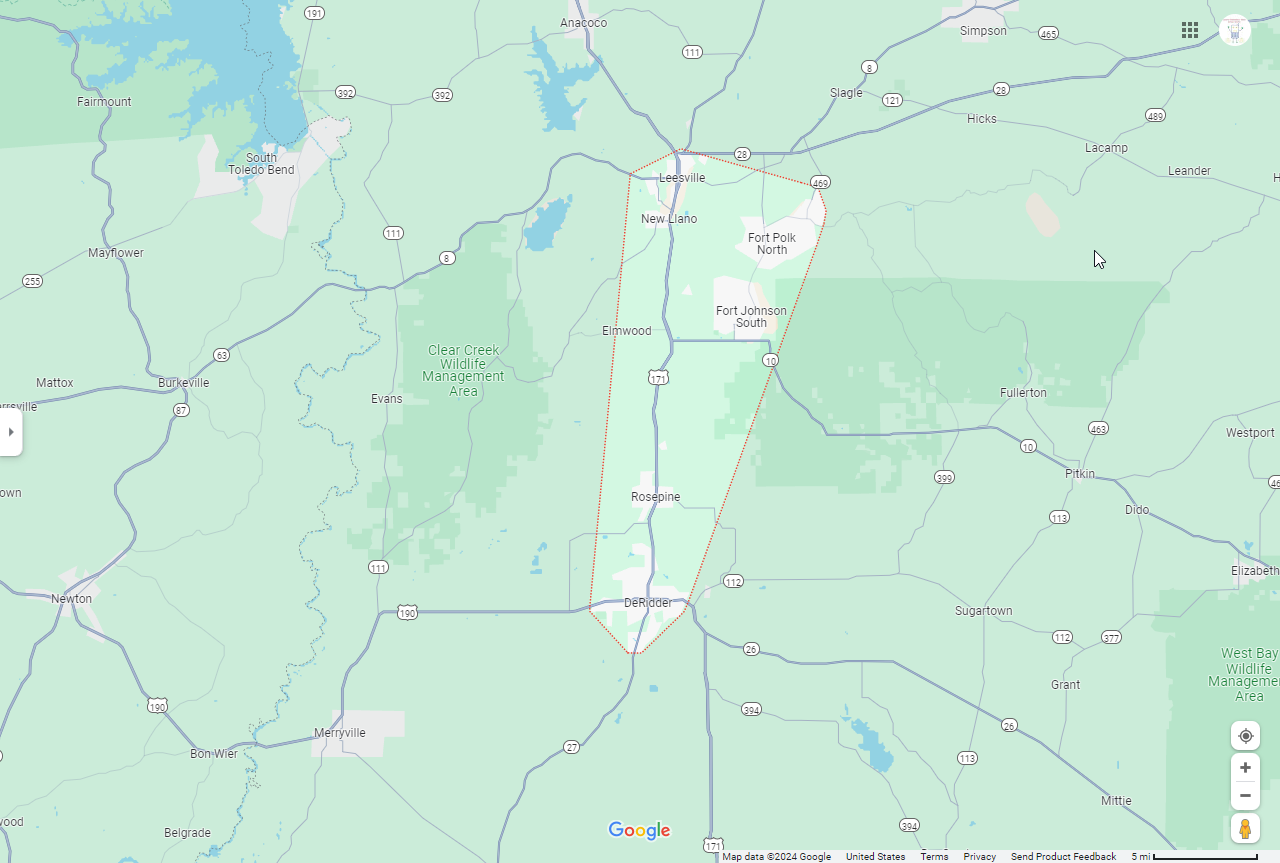 191
Anacoco
Simpson
465
111
8
392
392
Slagle
121
28
Fairmount
489
Hicks
Lacamp
28
South
Toledo Bend
Leander
H
Leesville
469
New Llano
111
Fort Polk
North
Mayflower
8
255
Fort Johnson
South
Elmwood
63
Clear Creek
Wildlife
Management
Area
10
171
Mattox
Burkeville
Evans
Fullerton
rrsville
87
463
Westport
10
Pitkin
399
46
own
Rosepine
Dido
113
111
Elizabeth
112
Newton
DeRidder
190
Sugartown
112
377
26
West Bay
Wildlife
Managemen
Area
Grant
190
394
26
Merryville
27
Bon Wier
113
Mittie
394
wood
Belgrade
Google
171
Map data ©2024 Google United States Terms Privacy Send Product Feedback 5 mi